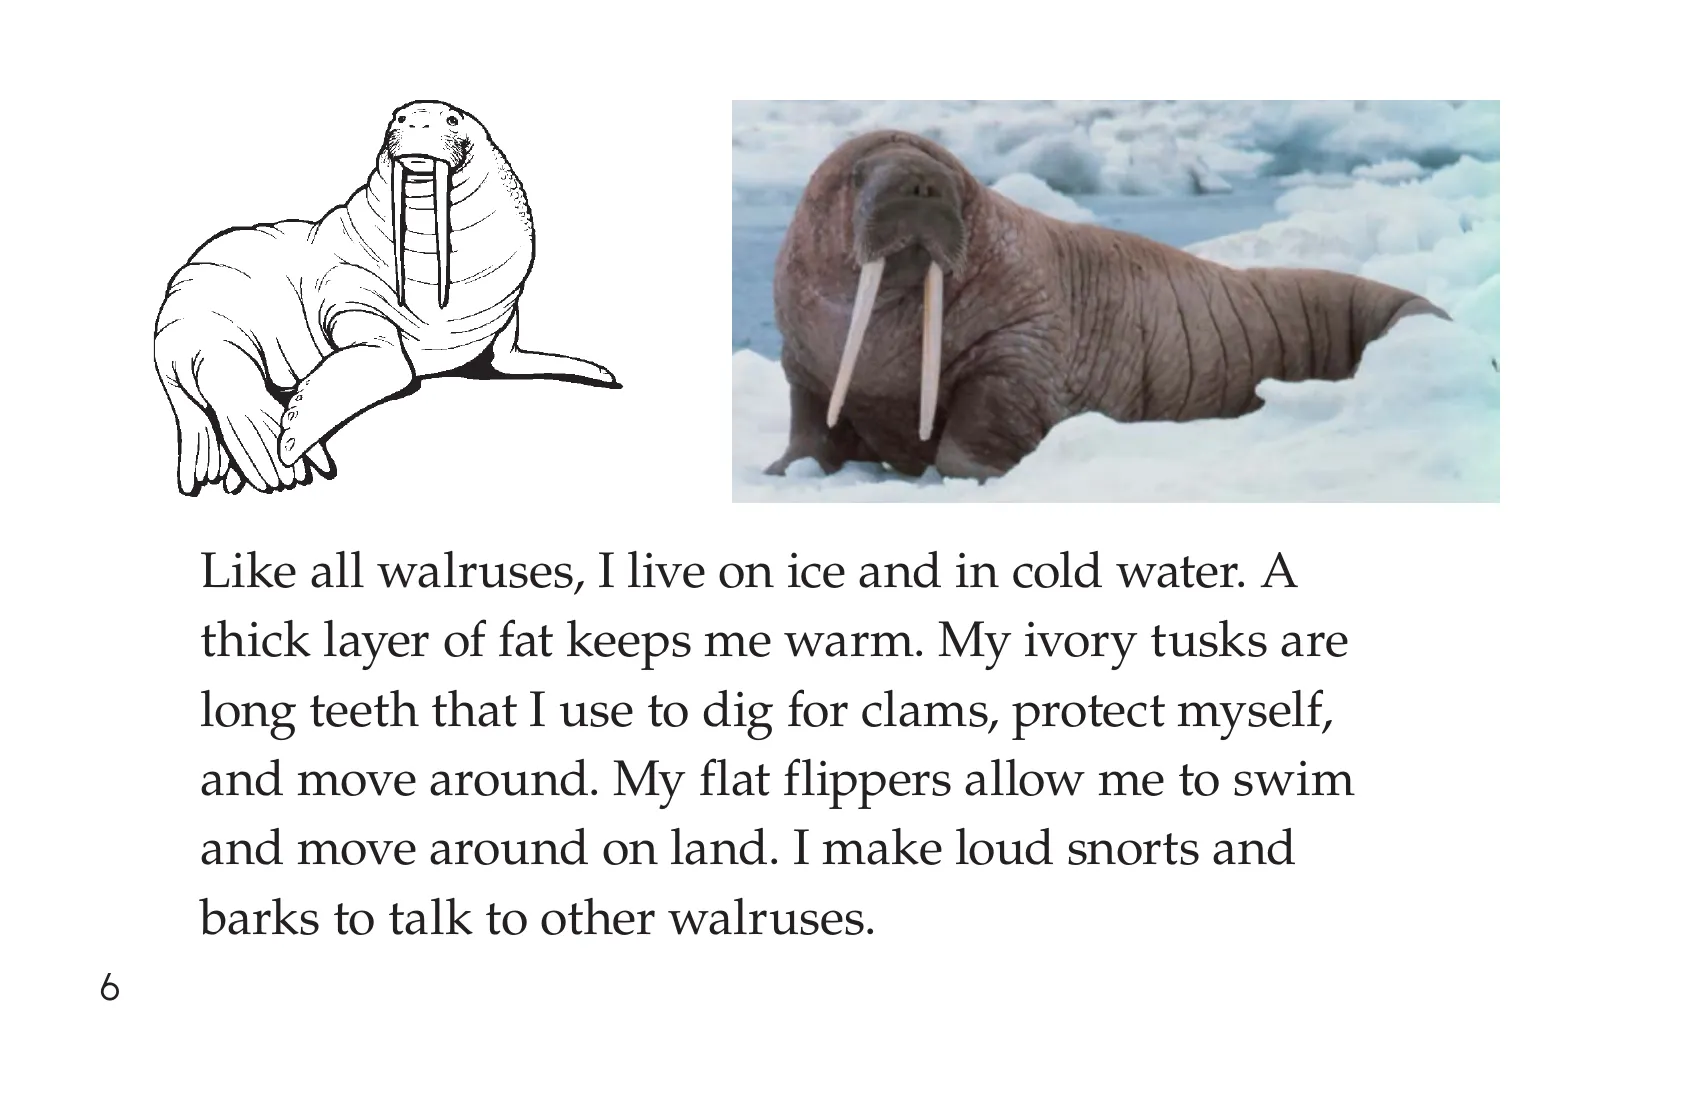 Like all walruses, I live on ice and in cold water. A
thick layer of fat keeps me warm. My ivory tusks are
long teeth that I use to dig for clams, protect myself,
and move around. My flat flippers allow me to swim
and move around on land. I make loud snorts and
barks to talk to other walruses.
6